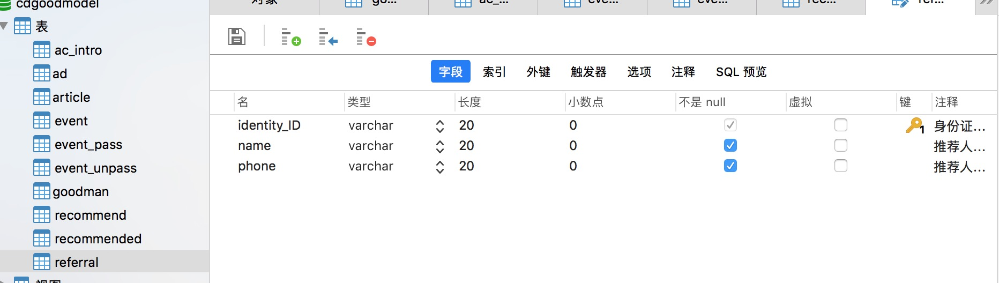 cdgoodmodel
表
ac_intro
ad
article
event
event_pass
event_unpass
goodman
recommend
recommended
referral
视图
对象 go... ac_... eve... eve... rec... ref...
字段 索引 外键 触发器 选项 注释 SQL 预览
名 类型 长度 小数点 不是 null 虚拟 键 注释
identity_ID varchar 20 0 1 身份证...
name varchar 20 0 推荐人...
phone varchar 20 0 推荐人...